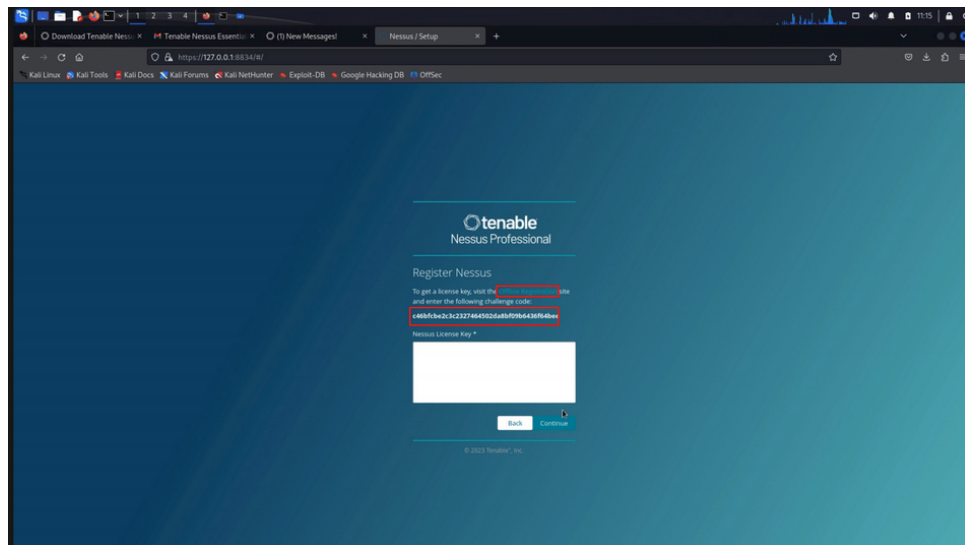 1 2 3 4
11:15
Download Tenable Ness
Tenable Nessus Essentia
(1) New Messages!
Nessus / Setup
https://127.0.0.1:8834/#/
Kali Linux Kali Tools Kali Docs Kali Forums Kali NetHunter Exploit-DB Google Hacking DB OffSec
tenable
Nessus Professional
Register Nessus
To get a license key, visit the Offline Registration site
and enter the following challenge code:
Nessus License Key *
Back Continue
© 2023 Tenable®, Inc.